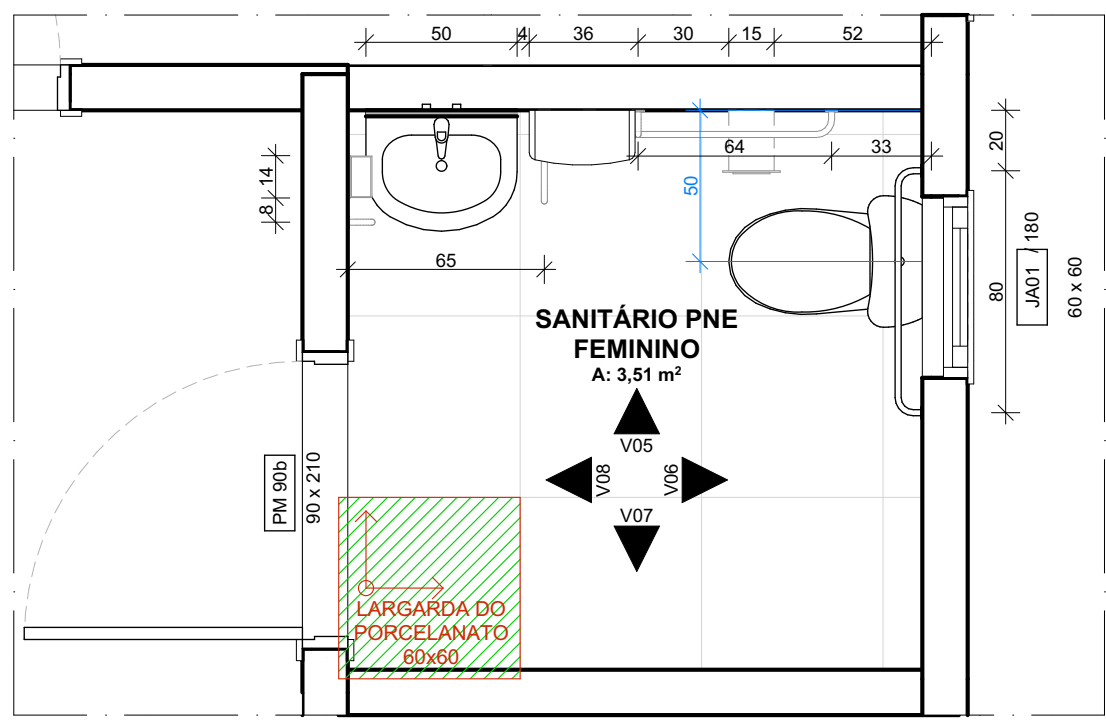 50 4 36 30 15 52
64 33
20
14
8
50
65
80
JA01 / 180
60 x 60
SANITÁRIO PNE
FEMININO
A: 3,51 m²
V05
V08
V06
V07
PM 90b
90 x 210
LARGARDA DO
PORCELANATO
60x60